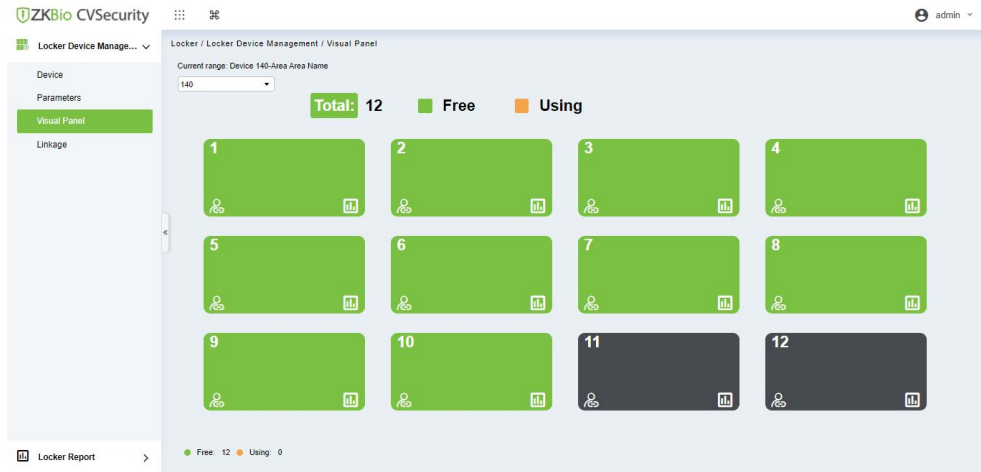 ZKBio CVSecurity
admin
Locker Device Manage...
Locker / Locker Device Management / Visual Panel
Device
Parameters
Visual Panel
Linkage
Current range: Device 140-Area Area Name
140
Total: 12 Free Using
1 2 3 4
5 6 7 8
9 10 11 12
Locker Report
Free: 12 Using: 0